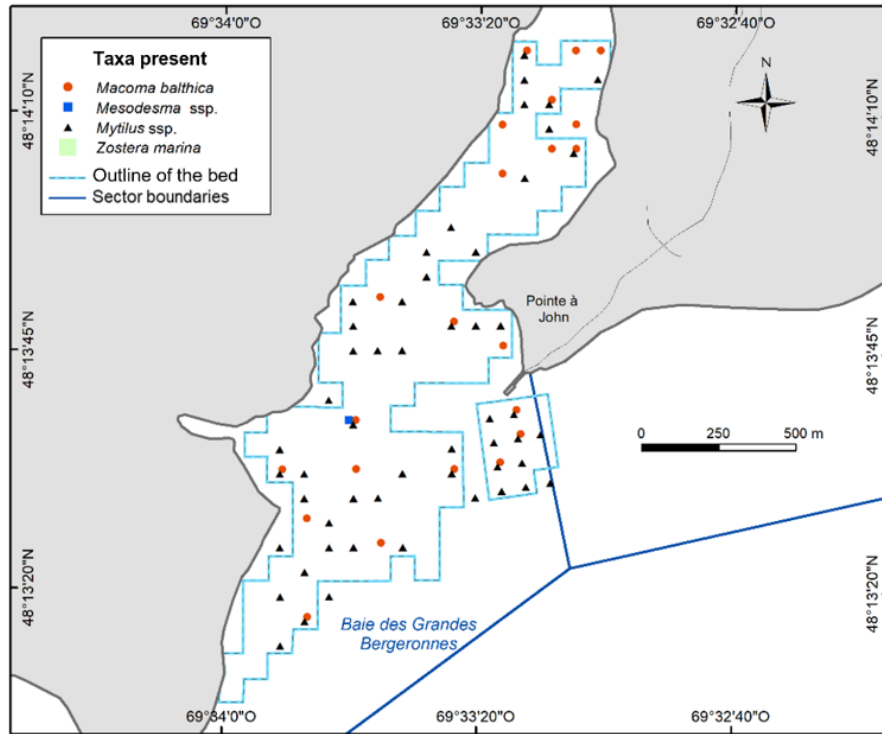 69°34'0"O 69°33'20"O 69°32'40"O
Taxa present
Macoma balthica
Mesodesma ssp.
Mytilus ssp.
Zostera marina
Outline of the bed
Sector boundaries
N
48°14'10"N 48°14'10"N
Pointe à
John
48°13'45"N 48°13'45"N
0 250 500 m
48°13'20"N 48°13'20"N
Baie des Grandes
Bergeronnes
69°34'0"O 69°33'20"O 69°32'40"O